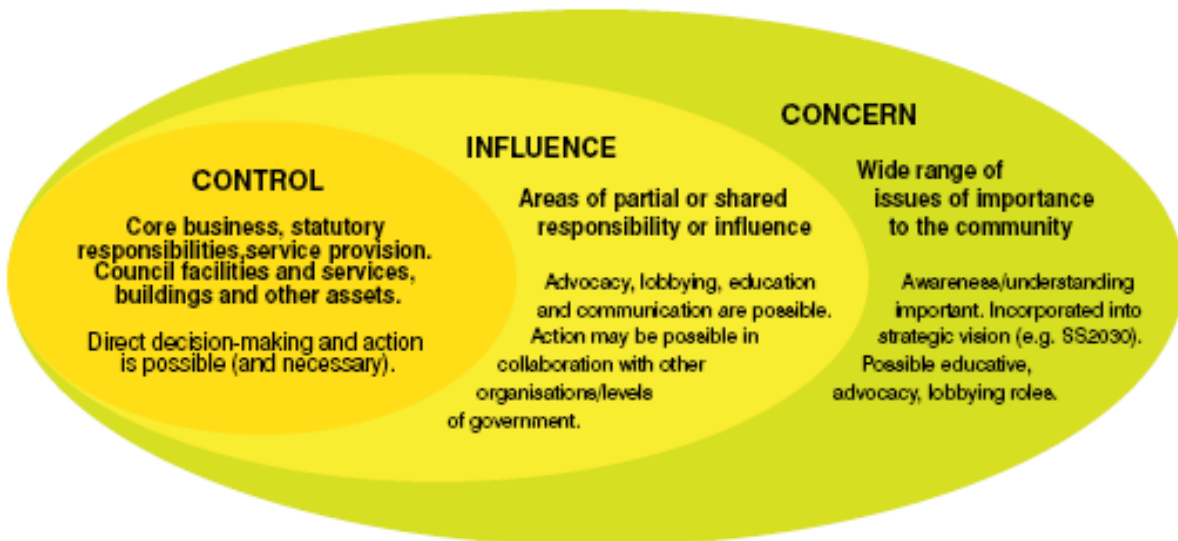 CONTROL
Core business, statutory
responsibilities,service provision.
Council facilities and services,
buildings and other assets.
Direct decision-making and action
is possible (and necessary).
INFLUENCE
Areas of partial or shared
responsibility or influence
Advocacy, lobbying, education
and communication are possible.
Action may be possible in
collaboration with other
organisations/levels
of government.
CONCERN
Wide range of
issues of importance
to the community
Awareness/understanding
important. Incorporated into
strategic vision (e.g. SS2030).
Possible educative,
advocacy, lobbying roles.